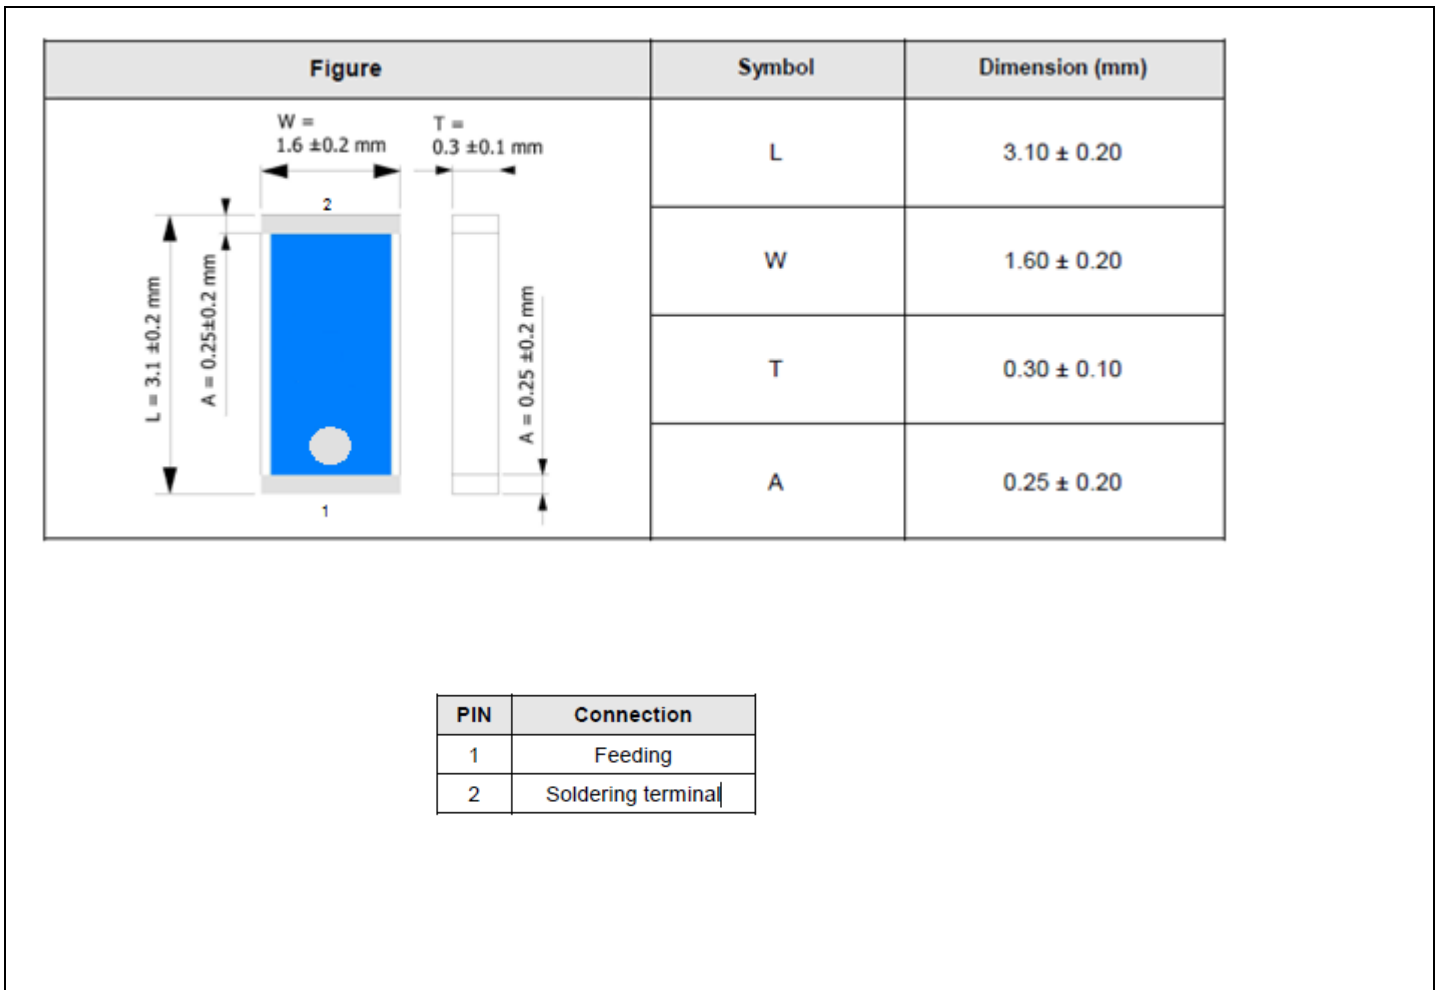 Figure Symbol Dimension (mm)
W =
1.6 ±0.2 mm
T =
0.3 ±0.1 mm
2
L = 3.1 ±0.2 mm
A = 0.25±0.2 mm
A = 0.25 ±0.2 mm
1
L 3.10 ± 0.20
W 1.60 ± 0.20
T 0.30 ± 0.10
A 0.25 ± 0.20
PIN Connection
1 Feeding
2 Soldering terminal